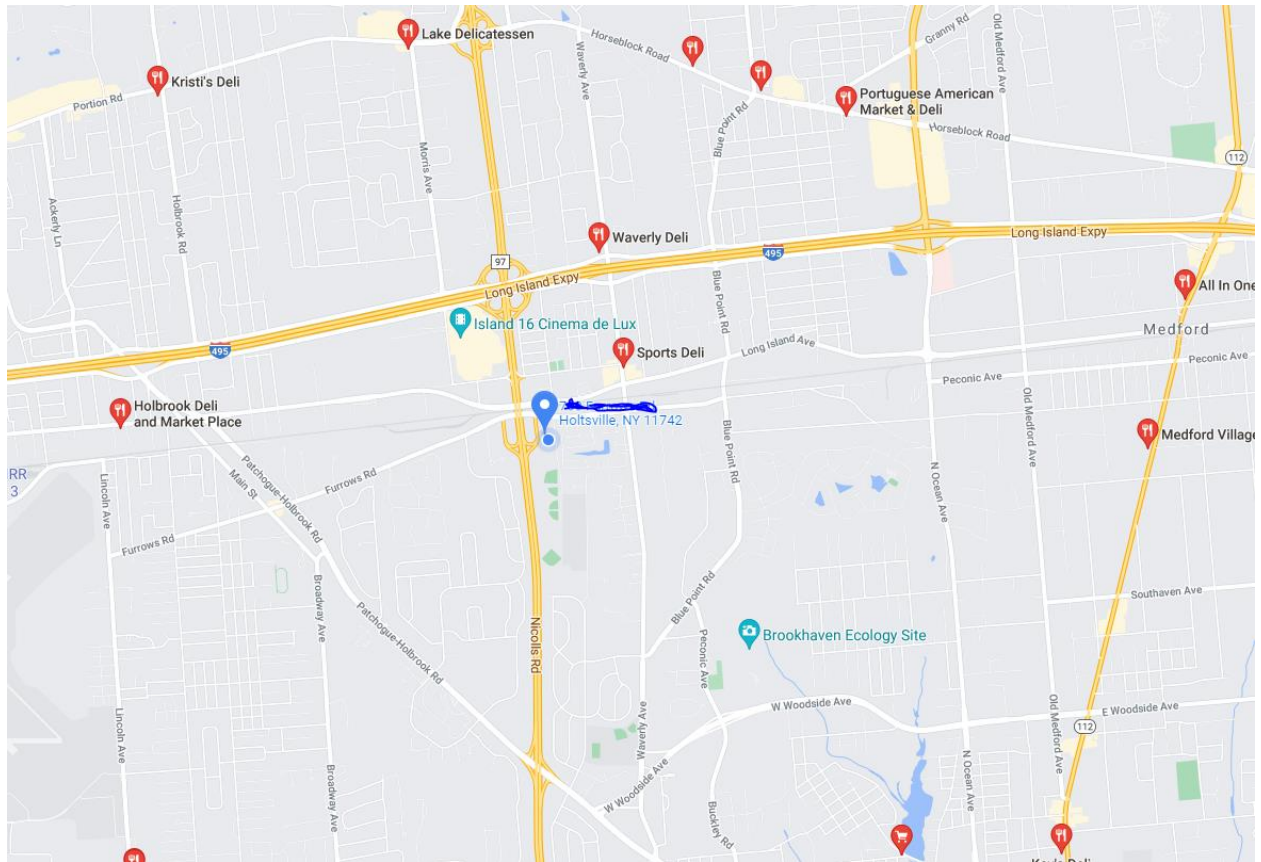 Lake Delicatessen
Kristi's Deli
Portion Rd
Horseblock Road
Waverly Ave
Granny Rd
Old Medford Ave
Portuguese American
Market & Deli
Blue Point Rd
Horseblock Road
112
Morris Ave
Ackerly Ln
Holbrook Rd
Waverly Deli
97
Long Island Expy
495
Long Island Expy
Blue Point Rd
All In One
Island 16 Cinema de Lux
Medford
Sports Deli
Long Island Ave
495
Peconic Ave
Peconic Ave
Holbrook Deli
and Market Place
Holtsville, NY 11742
Old Medford Ave
Blue Point Rd
Medford Village
RR
3
Patchogue-Holbrook Rd
Main St
Furrows Rd
Lincoln Ave
N Ocean Ave
Furrows Rd
Broadway Ave
Patchogue-Holbrook Rd
Nicolls Rd
Blue Point Rd
Southaven Ave
Brookhaven Ecology Site
Peconic Ave
W Woodside Ave
E Woodside Ave
Lincoln Ave
Waverly Ave
Old Medford Ave
112
Broadway Ave
N Ocean Ave
W Woodside Ave
Buckley Rd